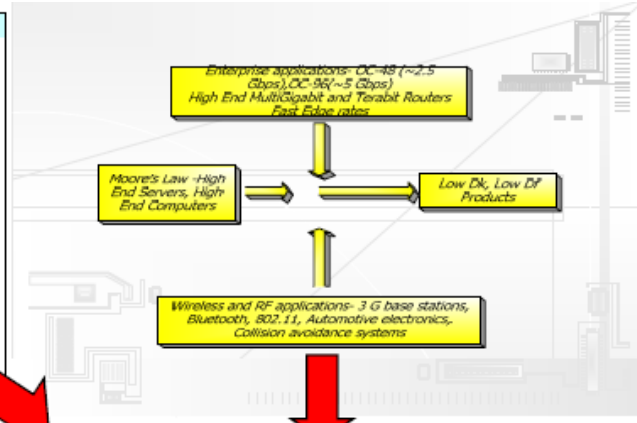 Enterprise applications- OC-48 (~2.5
Gbps),OC-96(~5 Gbps)
High End MultiGigabit and Terabit Routers
Fast Edge rates
Moore's Law -High
End Servers, High
End Computers
Low Dk, Low Df
Products
Wireless and RF applications- 3 G base stations,
Bluetooth, 802.11, Automotive electronics,
Collision avoidance systems